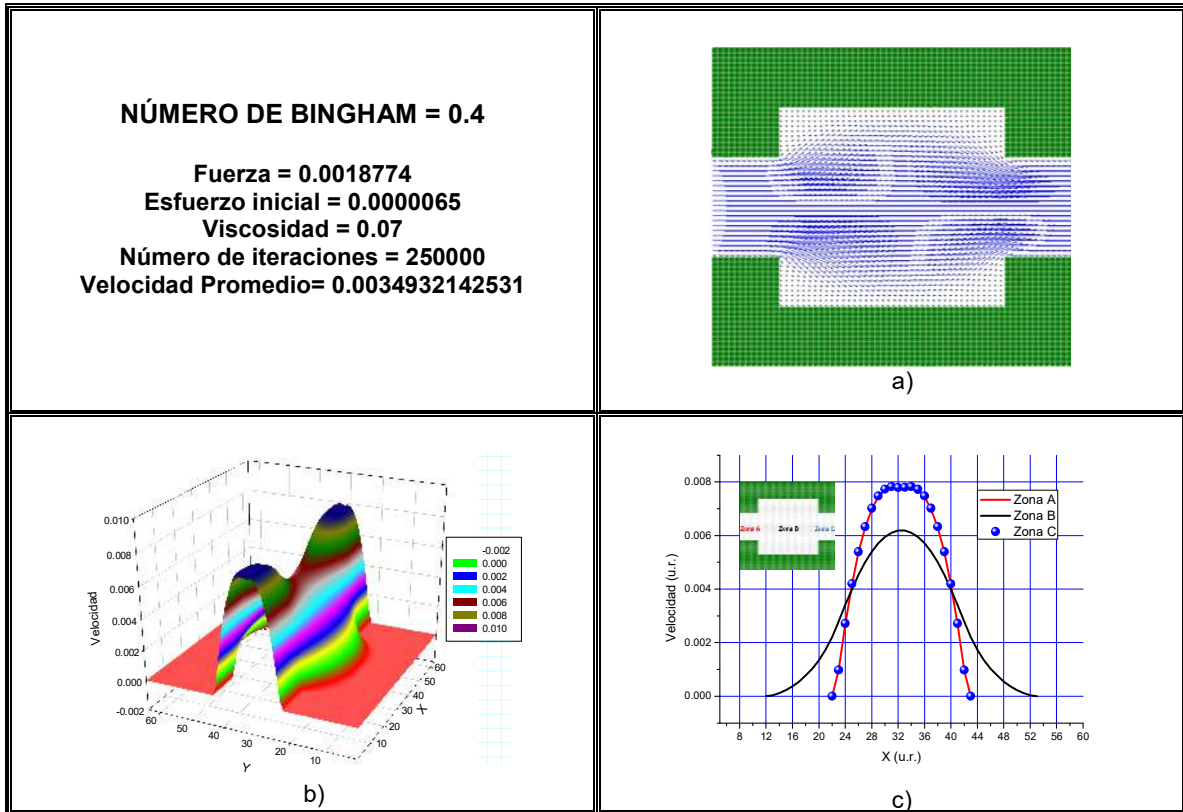 NÚMERO DE BINGHAM = 0.4
Fuerza = 0.0018774
Esfuerzo inicial = 0.0000065
Viscosidad = 0.07
Número de iteraciones = 250000
Velocidad Promedio= 0.0034932142531
a)
0.010
0.008
0.006
0.004
0.002
0.000
-0.002
Velocidad
60
50
40
30
20
10
Y
10
20
30
40
50
60
X
-0.002
0.000
0.002
0.004
0.006
0.008
0.010
b)
0.008
0.006
0.004
0.002
0.000
Velocidad (u.r.)
Zona A
Zona B
Zona C
Zona A
Zona B
Zona C
8 12 16 20 24 28 32 36 40 44 48 52 56 60
X (u.r.)
c)